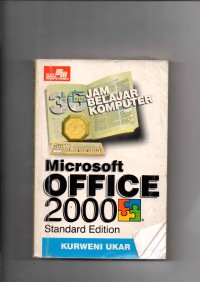 36 JAM
BELAJAR
KOMPUTER
Microsoft
OFFICE
2000
Standard Edition
KURWENI UKAR